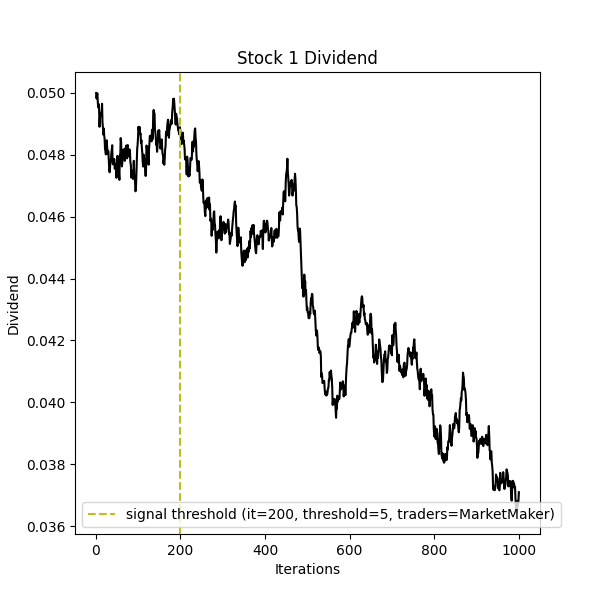 Stock 1 Dividend
0.050
0.048
0.046
0.044
0.042
0.040
0.038
0.036
Dividend
signal threshold (it=200, threshold=5, traders=MarketMaker)
0 200 400 600 800 1000
Iterations